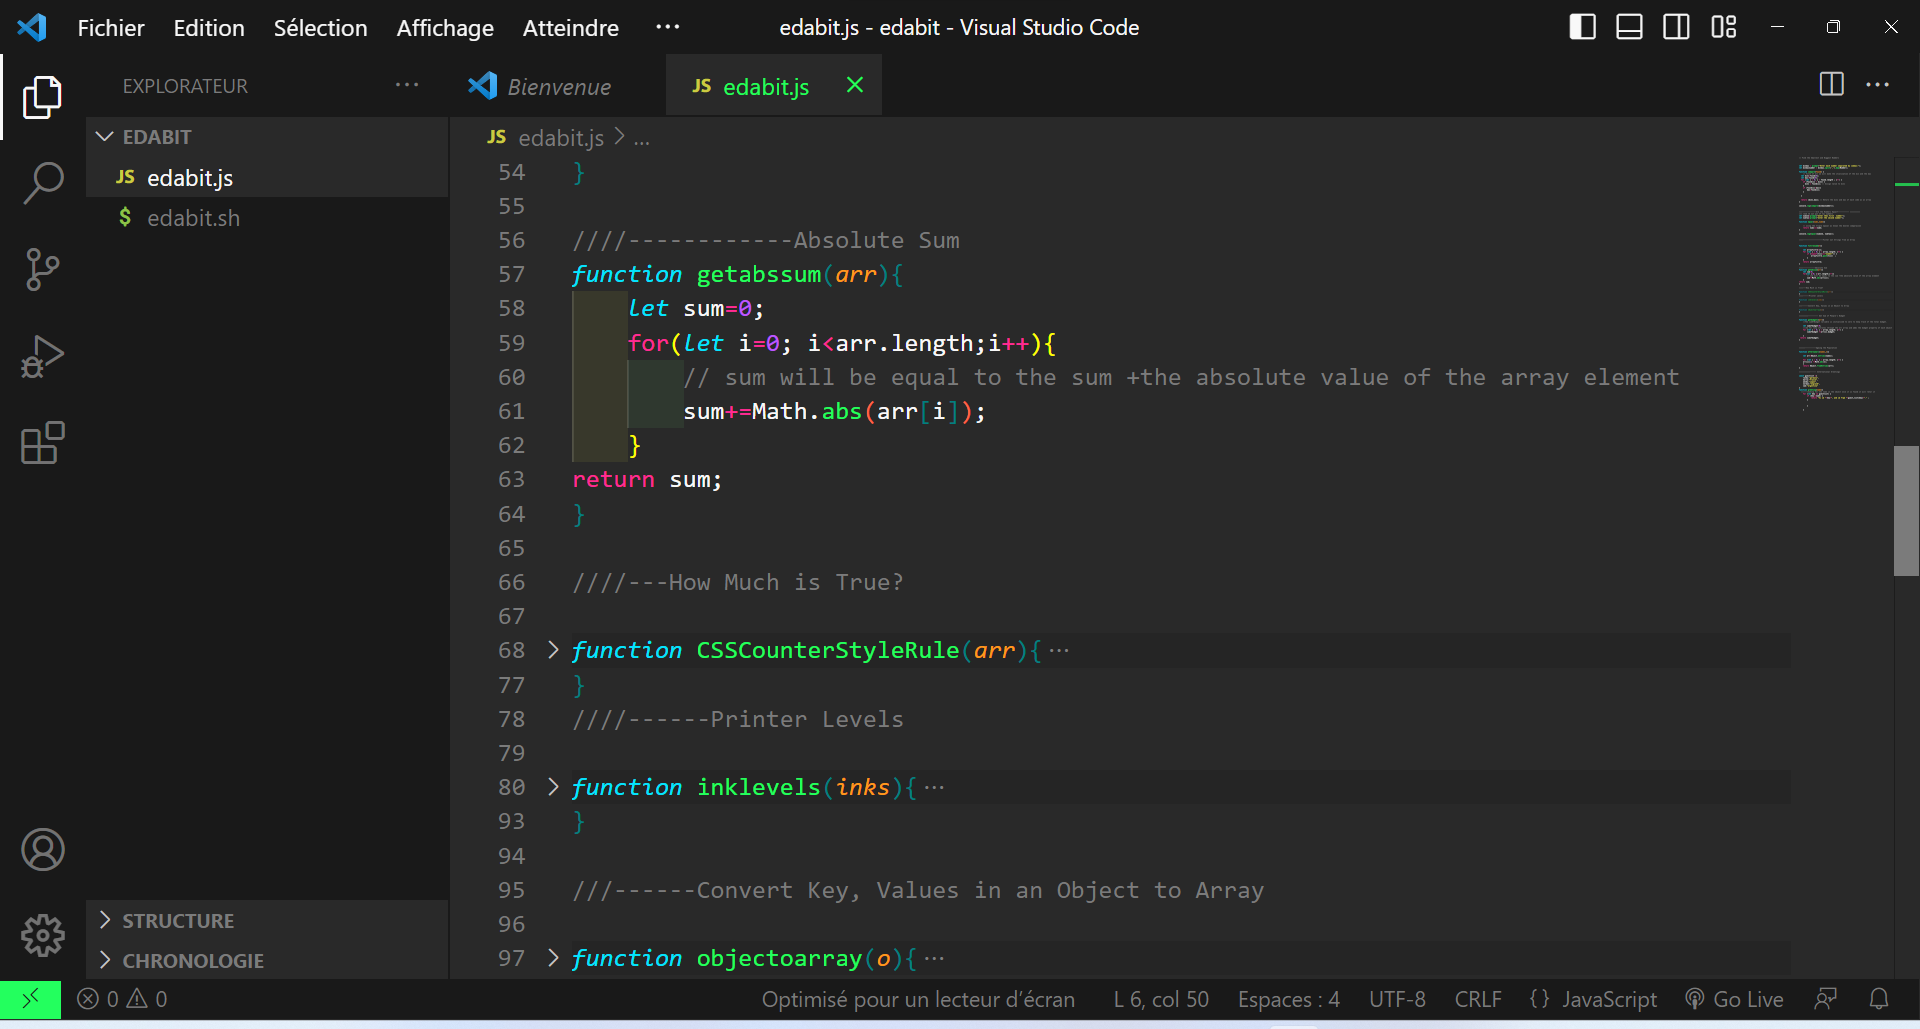 Fichier Edition Sélection Affichage Atteindre ··· edabit.js - edabit - Visual Studio Code
EXPLORATEUR ···
EDABIT
JS edabit.js
$ edabit.sh
STRUCTURE
CHRONOLOGIE
Bienvenue JS edabit.js
JS edabit.js > ...
54 }
55
56 ////------------Absolute Sum
57 function getabssum(arr){
58 let sum=0;
59 for(let i=0; i<arr.length;i++){
60 // sum will be equal to the sum +the absolute value of the array element
61 sum+=Math.abs(arr[i]);
62 }
63 return sum;
64 }
65
66 ////---How Much is True?
67
68 function CSSCounterStyleRule(arr){ ···
77 }
78 ////------Printer Levels
79
80 function inklevels(inks){ ···
93 }
94
95 ///------Convert Key, Values in an Object to Array
96
97 function objectoarray(o){ ···
0 0 Optimisé pour un lecteur d’écran L 6, col 50 Espaces : 4 UTF-8 CRLF {} JavaScript Go Live